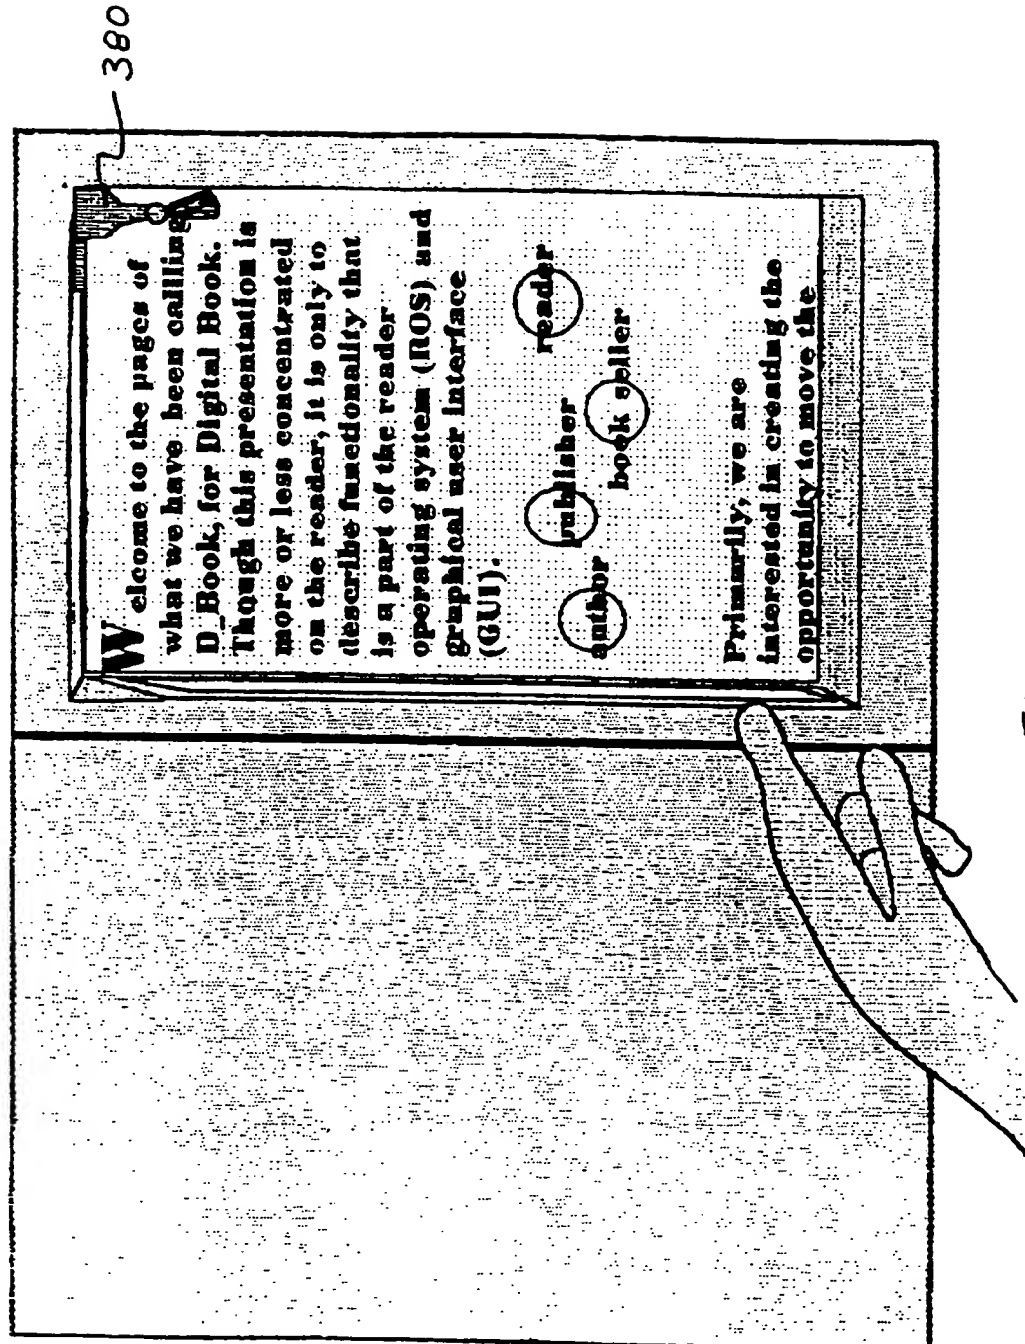 380
Welcome to the pages of
what we have been callling
D_Book, for Digital Book.
Though this presentation is
more or less concentrated
on the reader, it is only to
describe fumedonality that
is a part of the reader
operating system (ROS) and
graphical user interface
(GUI).
author publisher book seller reader
Primarily, we are
interested in creating the
opportunity to move the